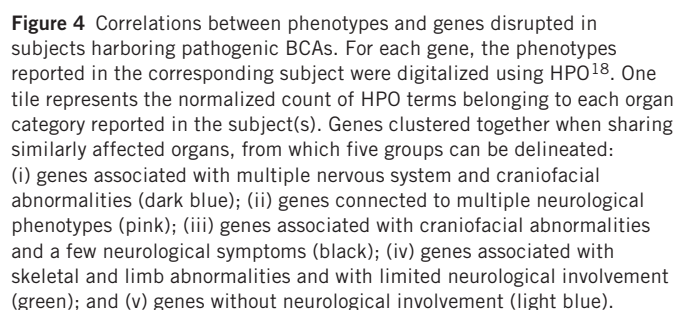 Figure 4 Correlations between phenotypes and genes disrupted in
subjects harboring pathogenic BCAs. For each gene, the phenotypes
reported in the corresponding subject were digitalized using HPO18. One
tile represents the normalized count of HPO terms belonging to each organ
category reported in the subject(s). Genes clustered together when sharing
similarly affected organs, from which five groups can be delineated:
(i) genes associated with multiple nervous system and craniofacial
abnormalities (dark blue); (ii) genes connected to multiple neurological
phenotypes (pink); (iii) genes associated with craniofacial abnormalities
and a few neurological symptoms (black); (iv) genes associated with
skeletal and limb abnormalities and with limited neurological involvement
(green); and (v) genes without neurological involvement (light blue).